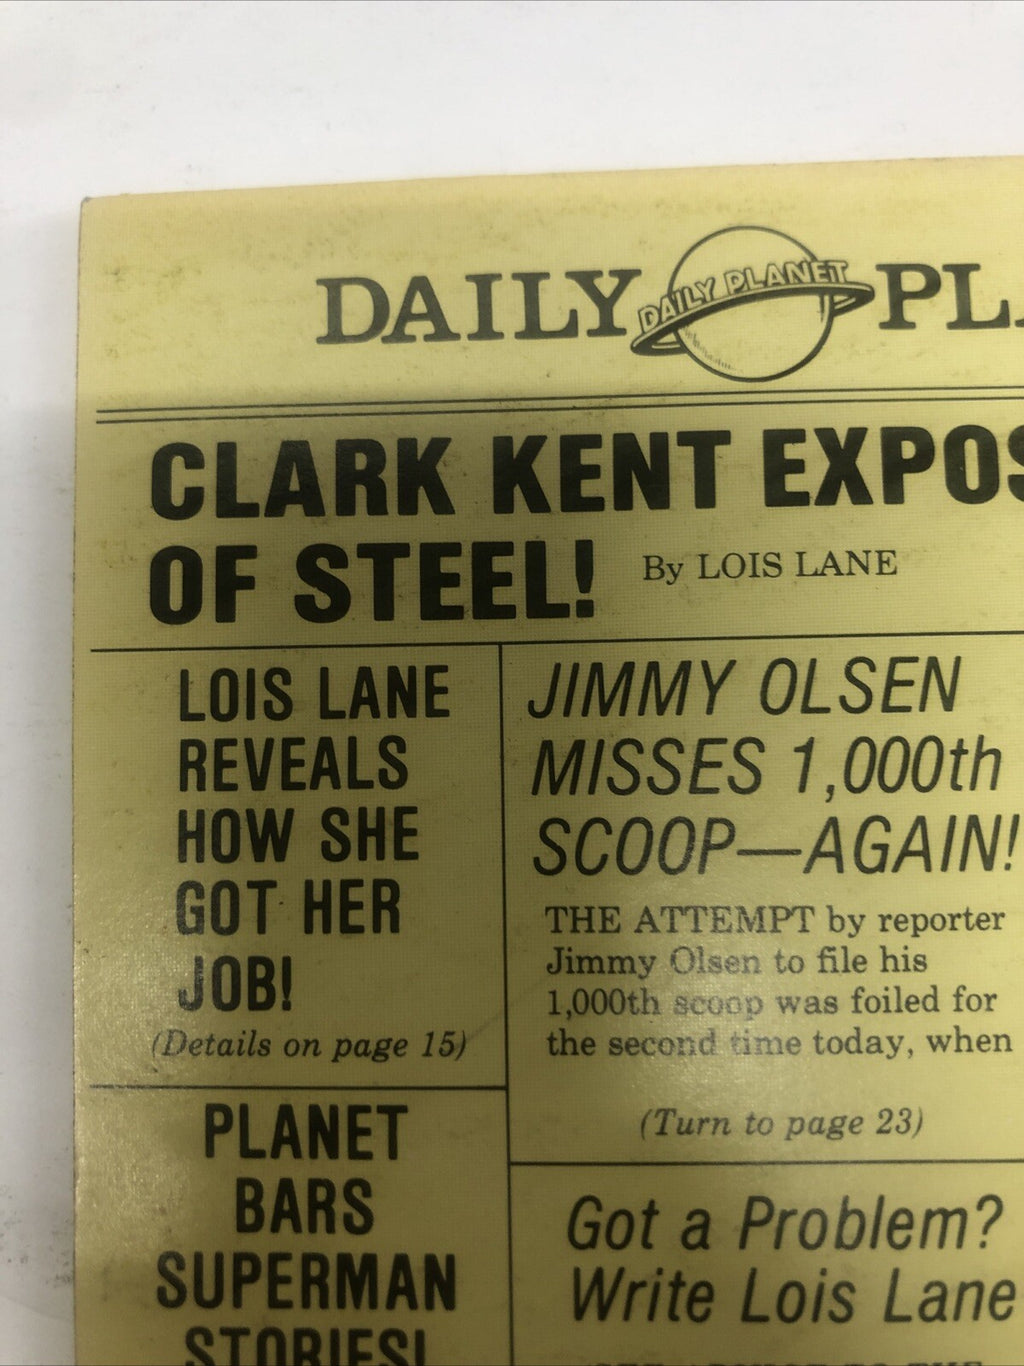 DAILY DAILY PLANET PL
CLARK KENT EXPOS
OF STEEL! By LOIS LANE
LOIS LANE
REVEALS
HOW SHE
GOT HER
JOB!
(Details on page 15)
PLANET
BARS
SUPERMAN
STORIES!
JIMMY OLSEN
MISSES 1,000th
SCOOP—AGAIN!
THE ATTEMPT by reporter
Jimmy Olsen to file his
1,000th scoop was foiled for
the second time today, when
(Turn to page 23)
Got a Problem?
Write Lois Lane